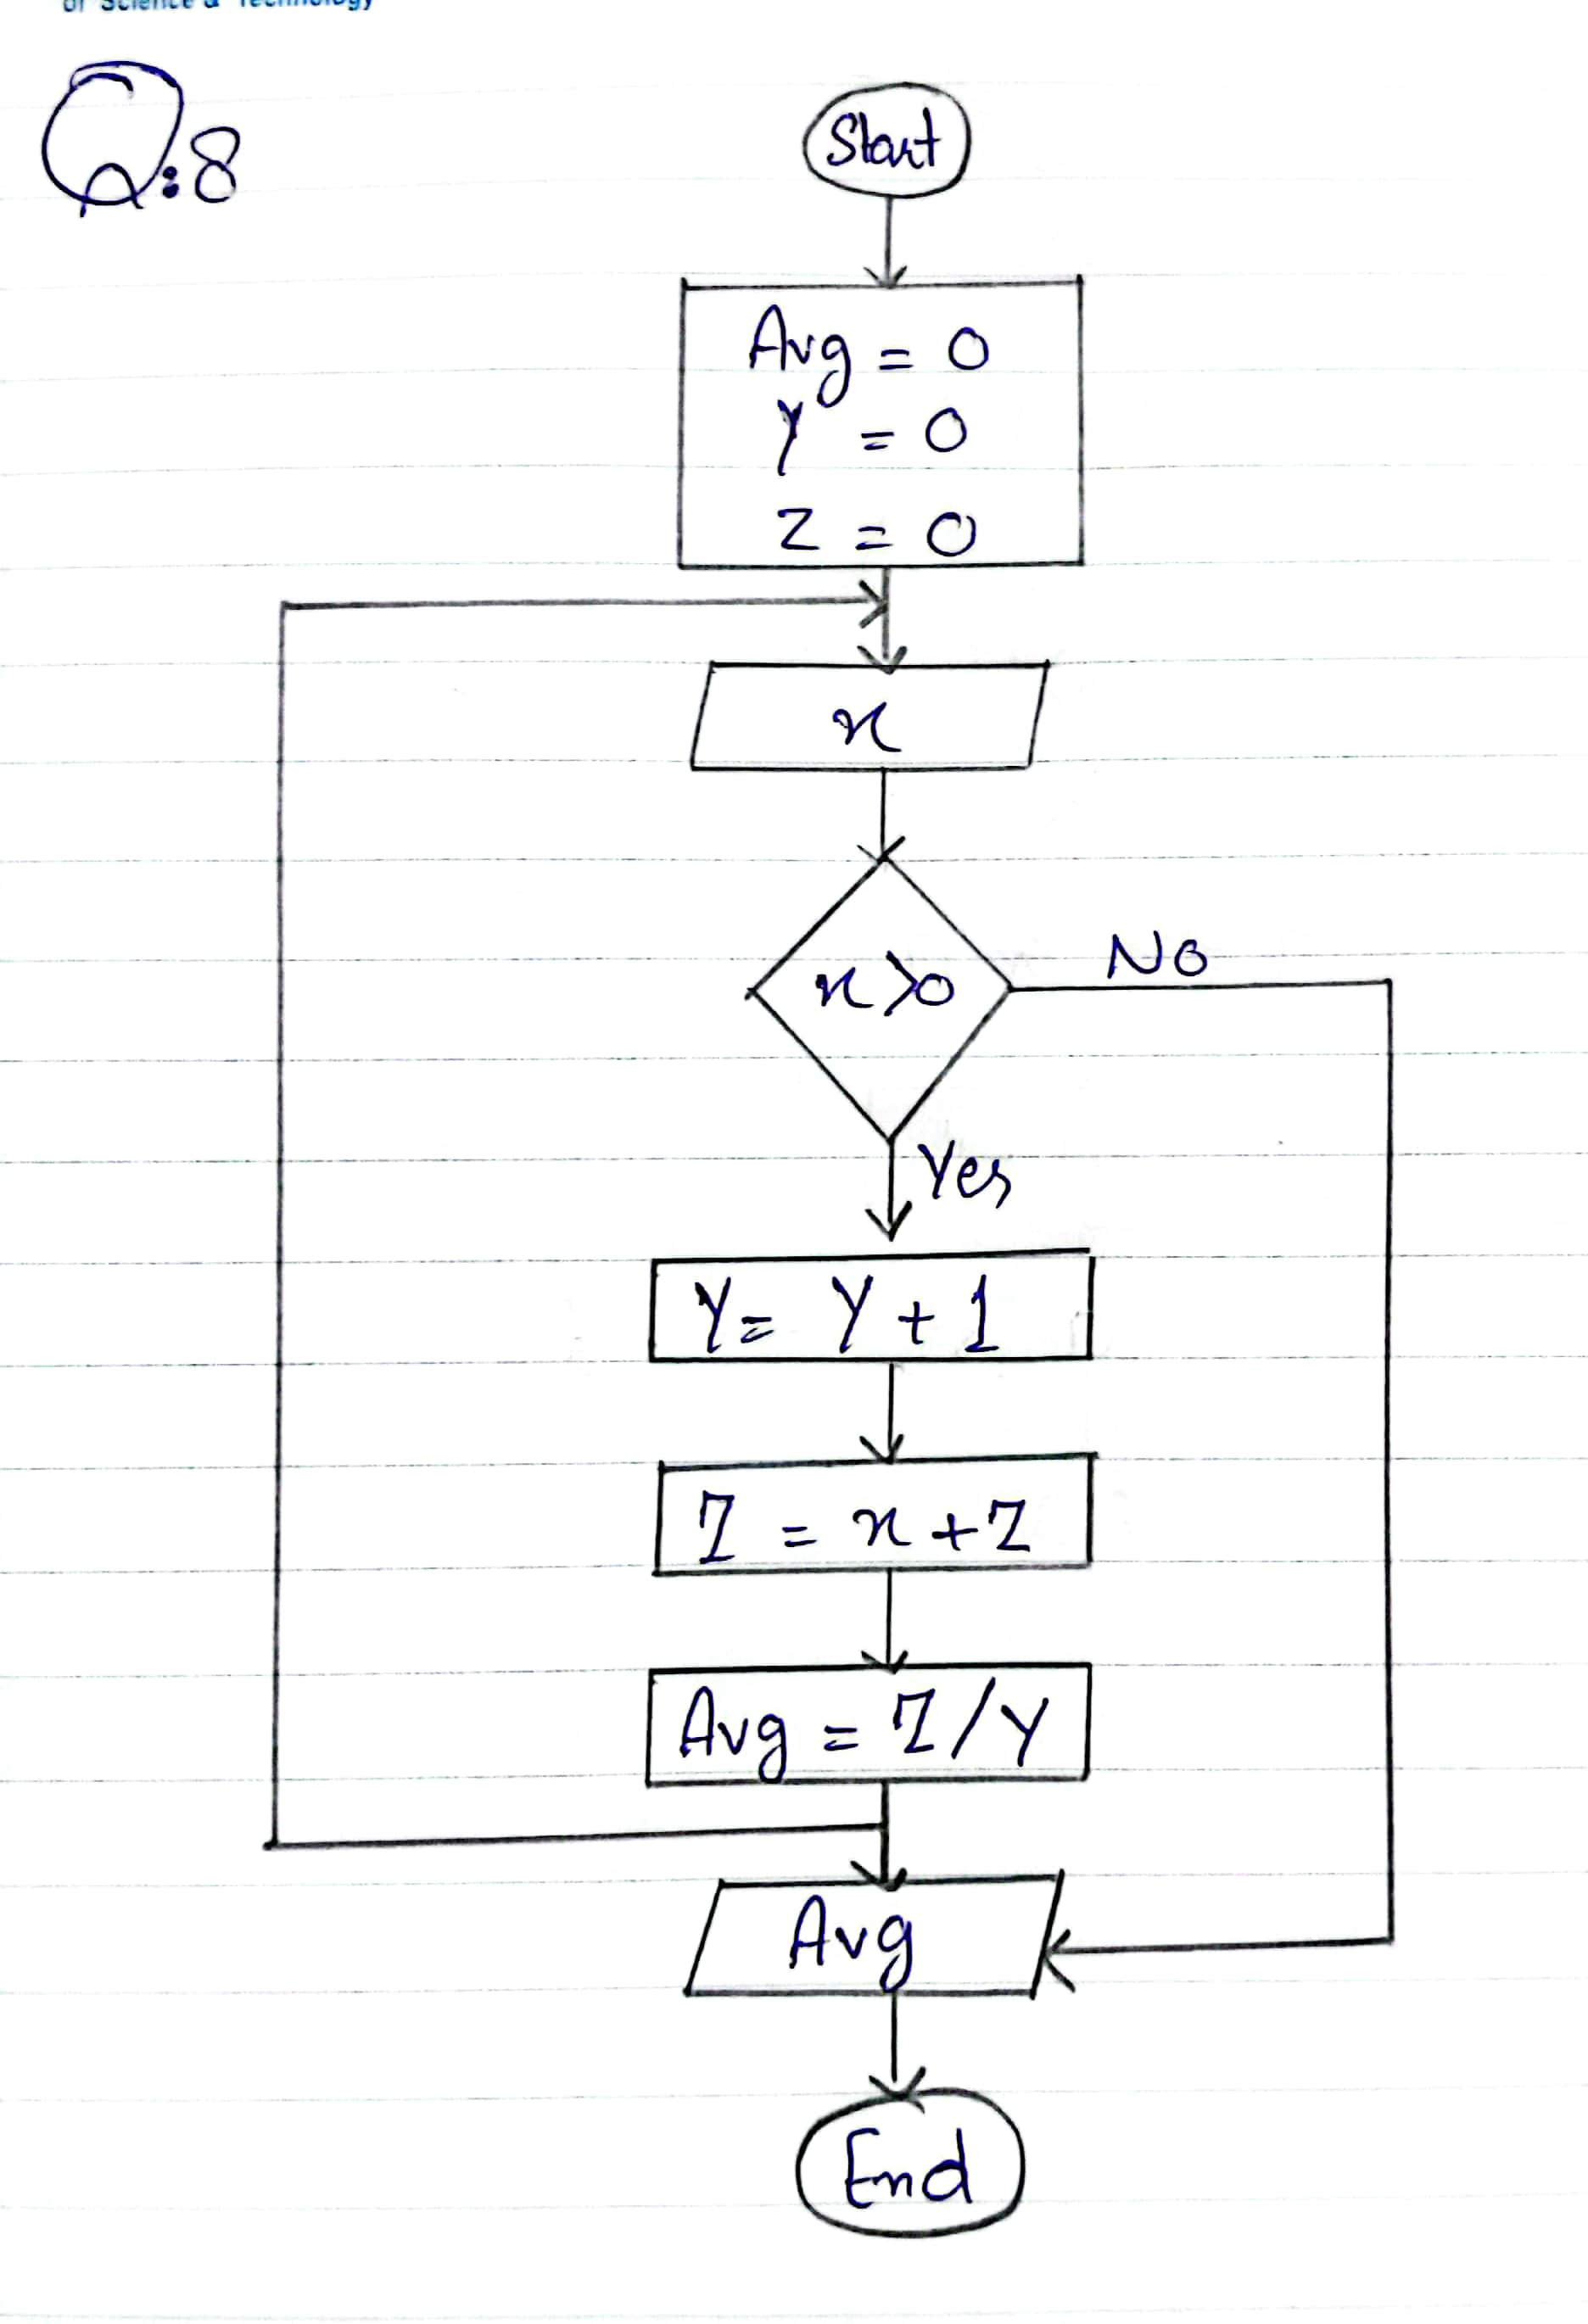 of Science & Technology
Q:8
Start
Avg = 0
Y = 0
Z = 0
x
x>0
No
Yes
Y = Y + 1
Z = x + Z
Avg = Z/Y
Avg
End